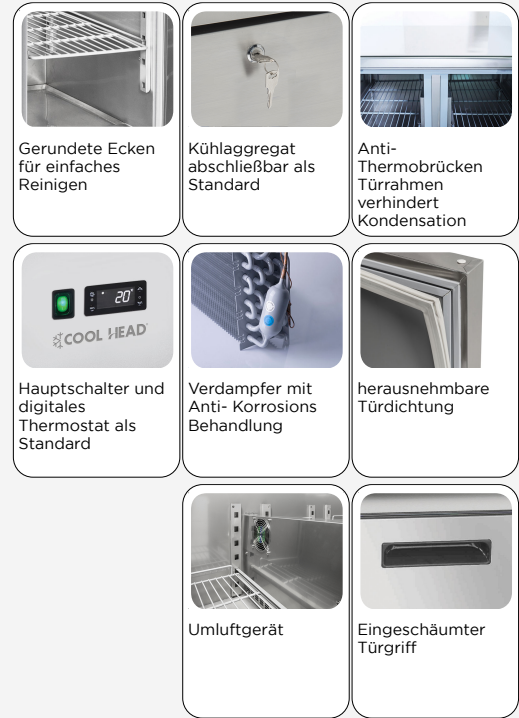 Gerundete Ecken
für einfaches
Reinigen
Kühlaggregat
abschließbar als
Standard
Anti-
Thermobrücken
Türrahmen
verhindert
Kondensation
20°
COOL HEAD
Hauptschalter und
digitales
Thermostat als
Standard
Verdampfer mit
Anti- Korrosions
Behandlung
herausnehmbare
Türdichtung
Umluftgerät
Eingeschäumter
Türgriff